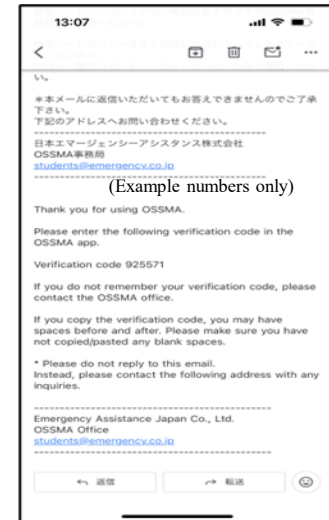 13:07
い。
*本メールに返信いただいてもお答えできませんのでご了承
下さい。
下記のアドレスへお問い合わせください。
----------------------------------------------
日本エマージェンシーアシスタンス株式会社
OSSMA事務局
students@emergency.co.jp
----------------------------------------------
(Example numbers only)
Thank you for using OSSMA.
Please enter the following verification code in the
OSSMA app.
Verification code 925571
If you do not remember your verification code, please
contact the OSSMA office.
If you copy the verification code, you may have
spaces before and after. Please make sure you have
not copied/pasted any blank spaces.
* Please do not reply to this email.
Instead, please contact the following address with any
inquiries.
----------------------------------------------
Emergency Assistance Japan Co., Ltd.
OSSMA Office
students@emergency.co.jp
----------------------------------------------
返信 転送